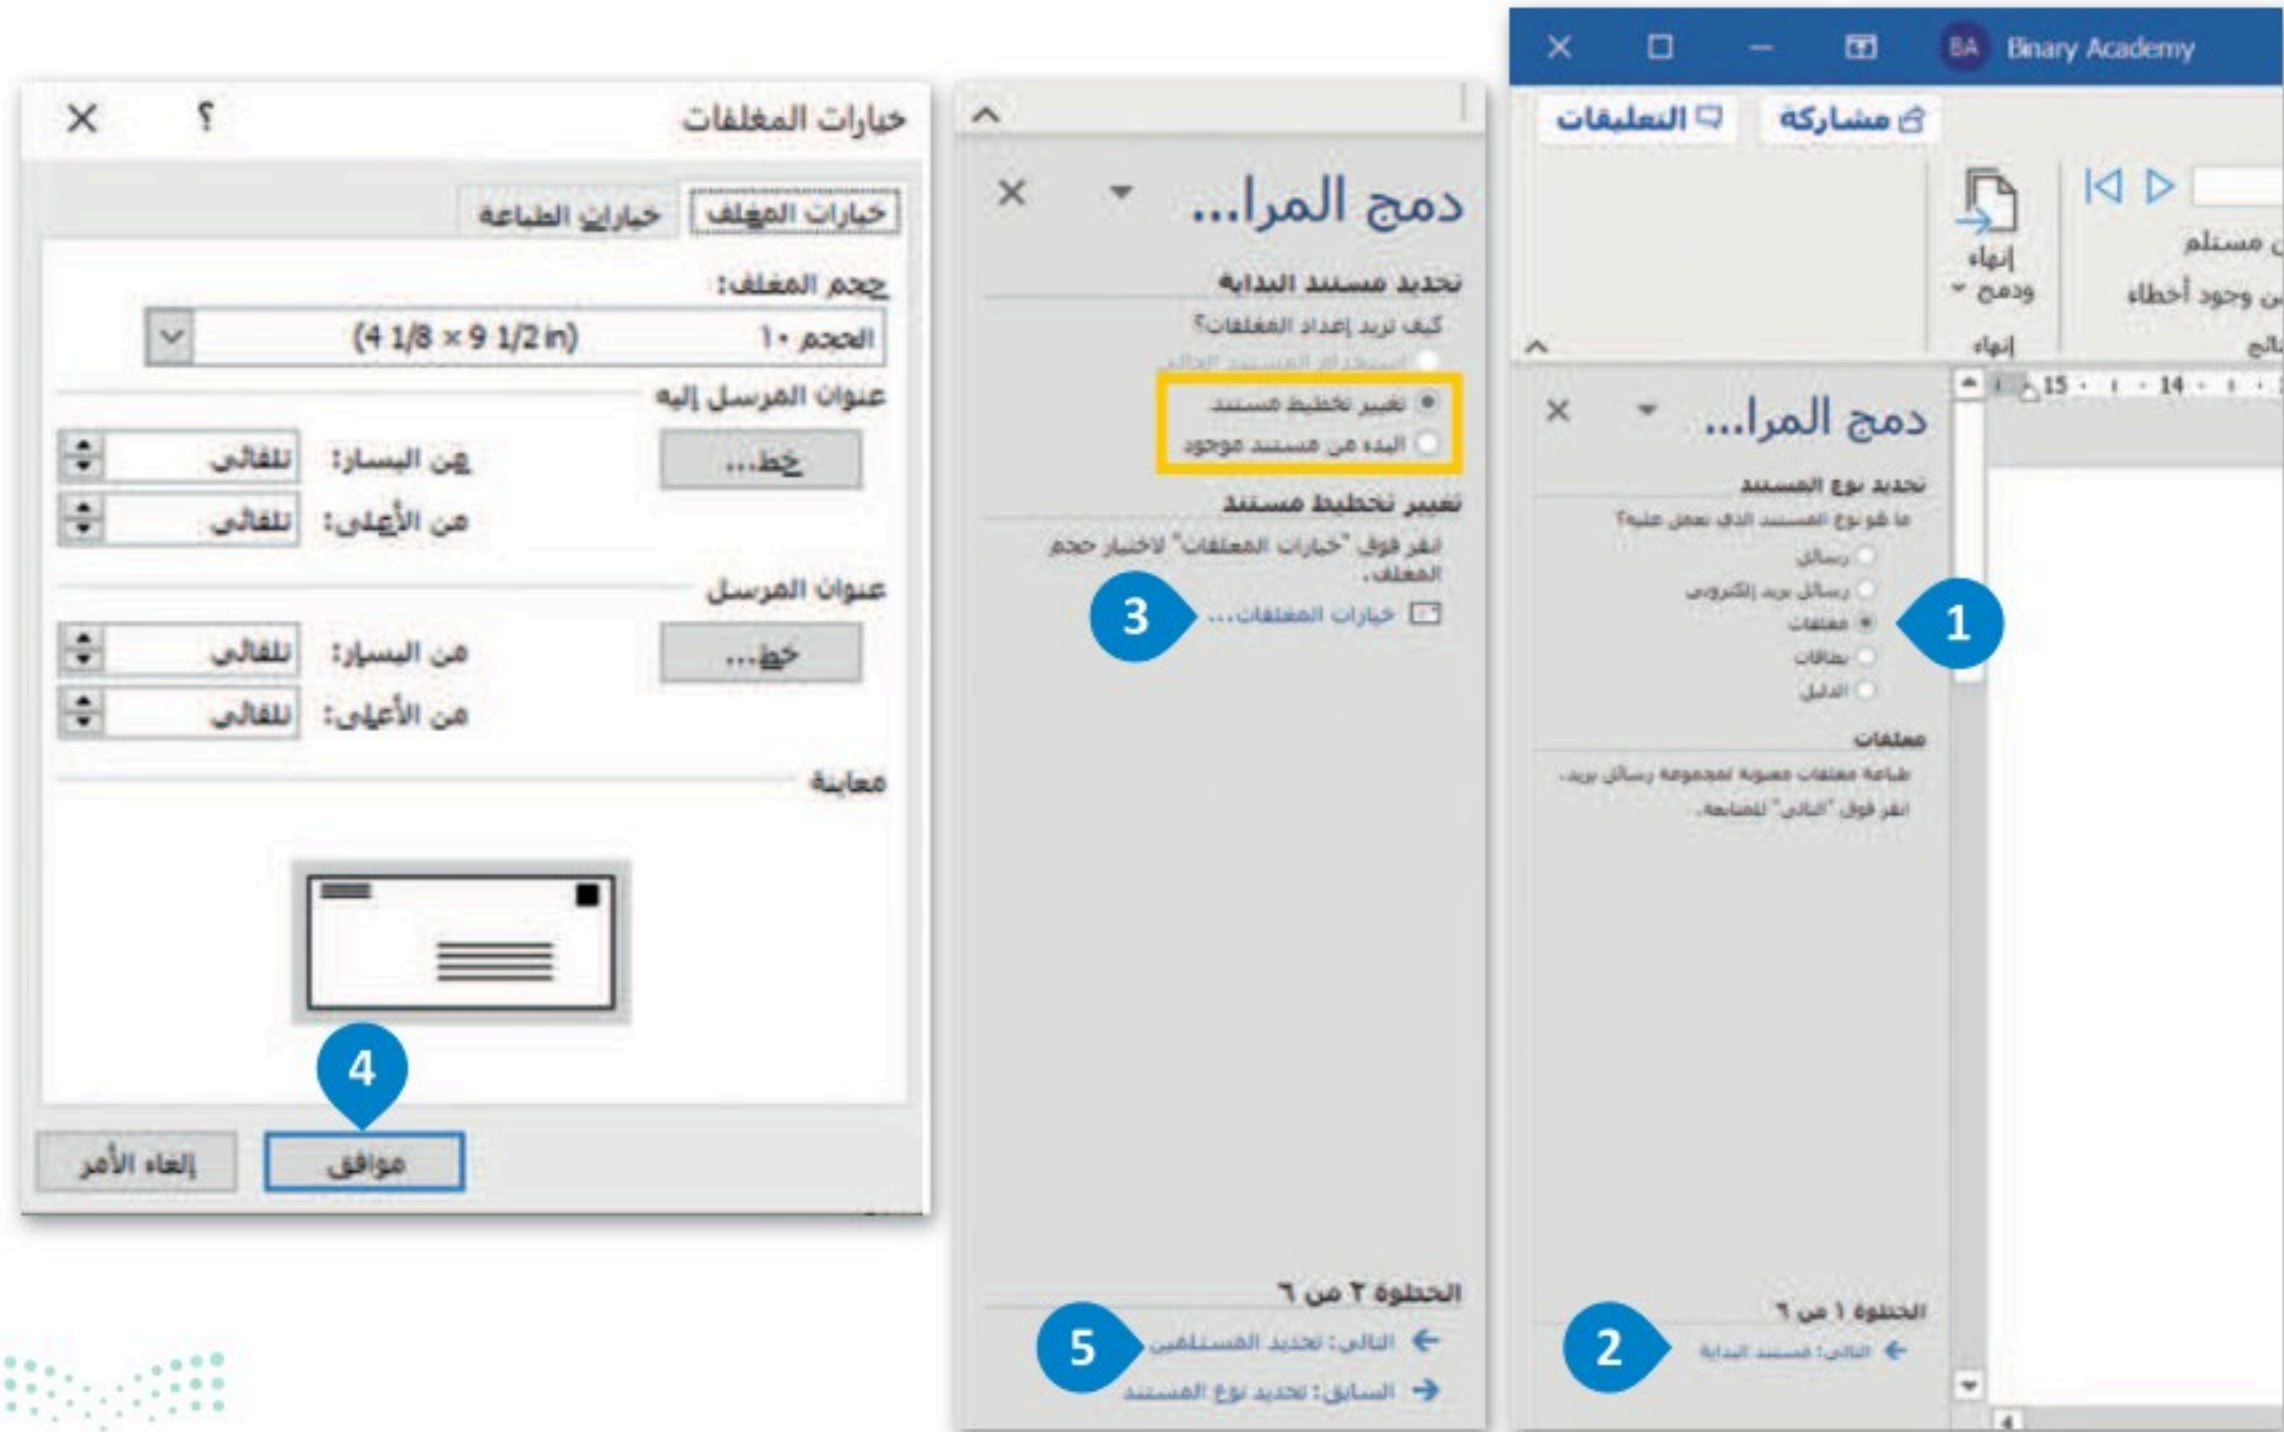 Binary Academy
BA
مشاركة
التعليقات
إنهاء
ودمج
مستلم
وجود أخطاء
إنهاء
15 · ı · 14 · ı ·
دمج المرا...
تحديد نوع المستند
ما هو نوع المستند الذي تعمل عليه؟
رسائل
رسائل بريد إلكتروني
مغلفات
بطاقات
الدليل
1
مغلفات
طباعة مغلفات معنونة لمجموعة رسائل بريد.
انقر فوق "التالي" للمتابعة.
الخطوة ١ من ٦
التالي: مستند البداية
2
دمج المرا...
تحديد مستند البداية
كيف تريد إعداد المغلفات؟
استخدام المستند الحالي
تغيير تخطيط مستند
البدء من مستند موجود
تغيير تخطيط مستند
انقر فوق "خيارات المغلفات" لاختيار حجم
المغلف.
خيارات المغلفات...
3
الخطوة ٢ من ٦
التالي: تحديد المستلمين
5
السابق: تحديد نوع المستند
خيارات المغلفات
؟
خيارات المغلف
خيارات الطباعة
حجم المغلف:
الحجم ١٠ (4 1/8 × 9 1/2 in)
عنوان المرسل إليه
خط...
من اليسار: تلقائي
من الأعلى: تلقائي
عنوان المرسل
خط...
من اليسار: تلقائي
من الأعلى: تلقائي
معاينة
4
موافق
إلغاء الأمر